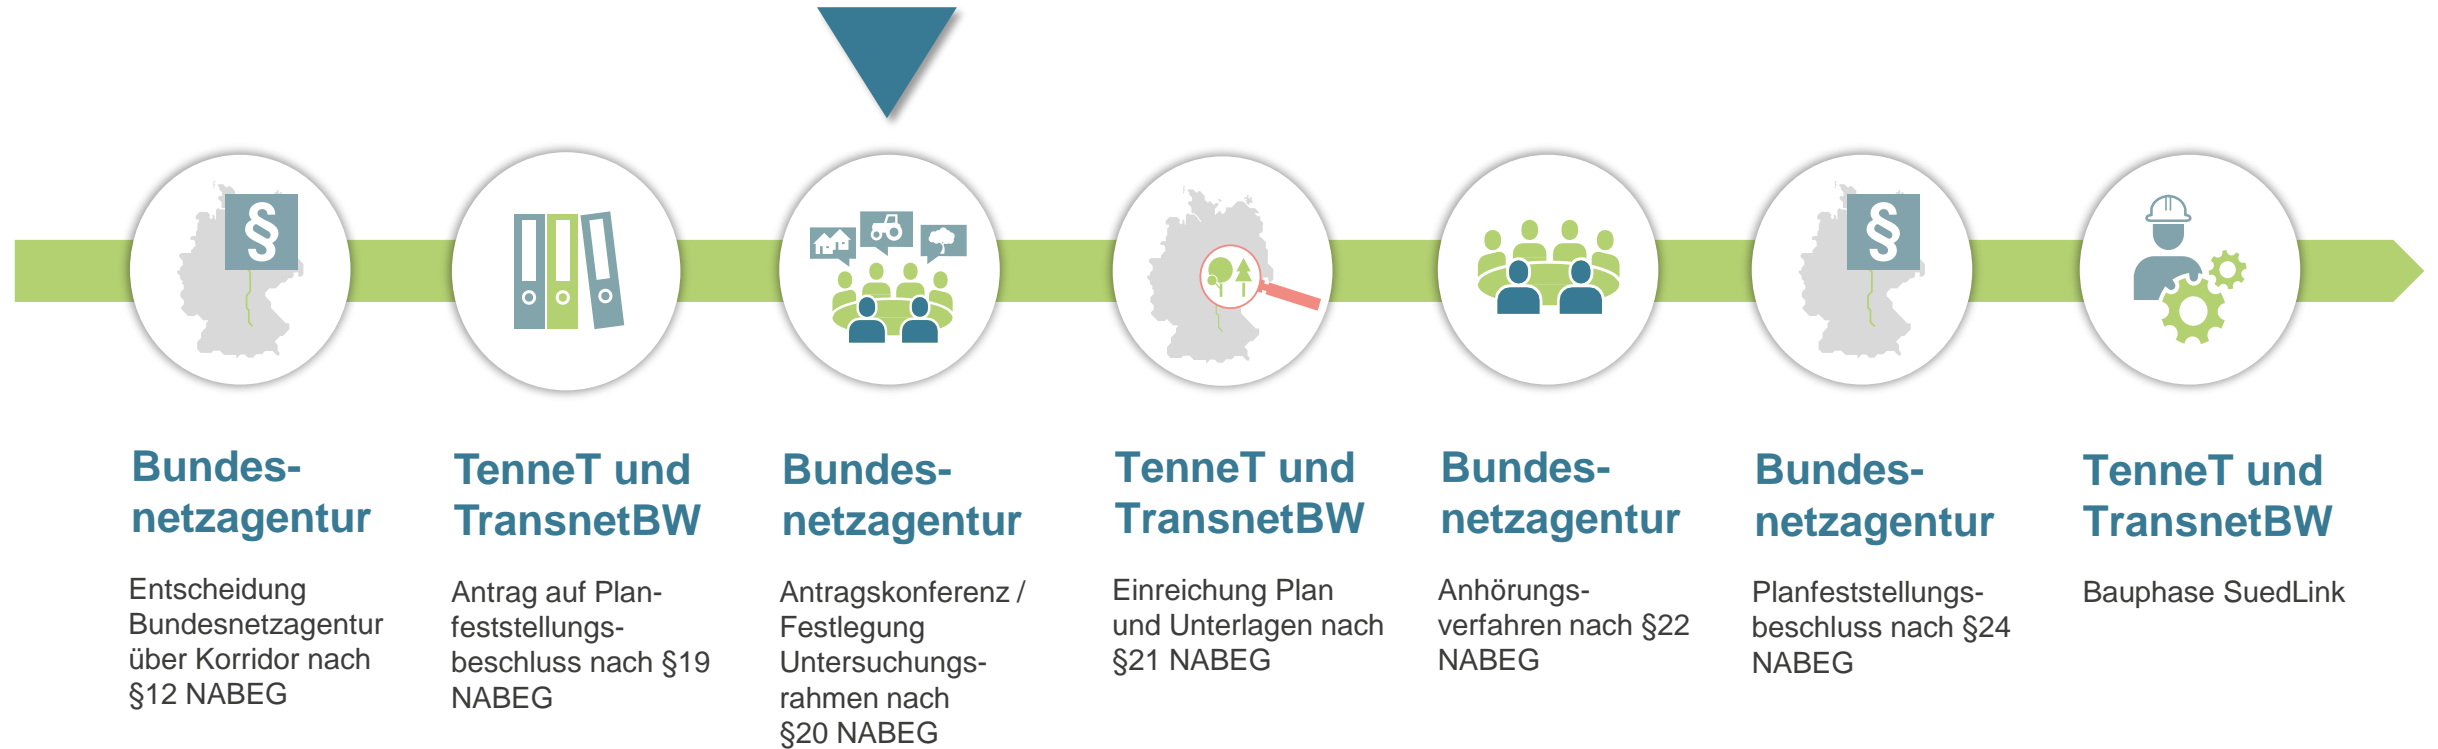 §
§
Bundes-
netzagentur
Entscheidung
Bundesnetzagentur
über Korridor nach
§12 NABEG
TenneT und
TransnetBW
Antrag auf Plan-
feststellungs-
beschluss nach §19
NABEG
Bundes-
netzagentur
Antragskonferenz /
Festlegung
Untersuchungs-
rahmen nach
§20 NABEG
TenneT und
TransnetBW
Einreichung Plan
und Unterlagen nach
§21 NABEG
Bundes-
netzagentur
Anhörungs-
verfahren nach §22
NABEG
Bundes-
netzagentur
Planfeststellungs-
beschluss nach §24
NABEG
TenneT und
TransnetBW
Bauphase SuedLink